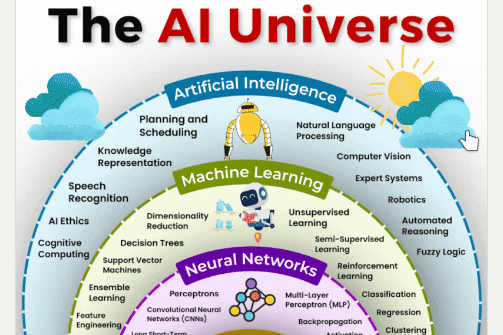 The AI Universe
Artificial Intelligence
Planning and
Scheduling
Natural Language
Processing
Knowledge
Representation
Computer Vision
Speech
Recognition
Expert Systems
Robotics
AI Ethics
Automated
Reasoning
Cognitive
Computing
Fuzzy Logic
Machine Learning
Dimensionality
Reduction
Unsupervised
Learning
Decision Trees
Semi-Supervised
Learning
Support Vector
Machines
Reinforcement
Learning
Ensemble
Learning
Classification
Feature
Engineering
Regression
Clustering
Neural Networks
Perceptrons
Multi-Layer
Perceptron (MLP)
Convolutional Neural
Networks (CNNs)
Backpropagation
Long Short-Term
Activation